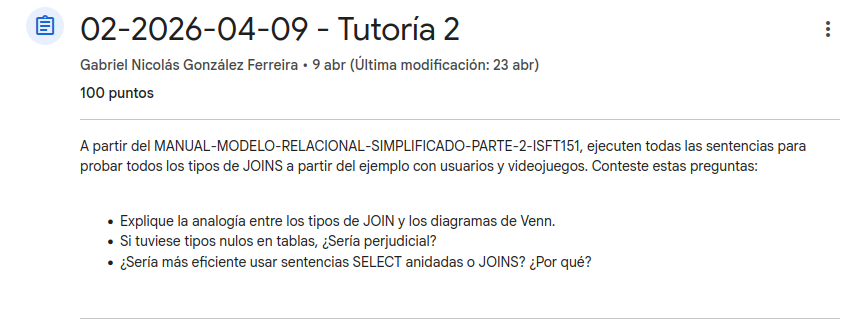 02-2026-04-09 - Tutoría 2
Gabriel Nicolás González Ferreira • 9 abr (Última modificación: 23 abr)
100 puntos
A partir del MANUAL-MODELO-RELACIONAL-SIMPLIFICADO-PARTE-2-ISFT151, ejecuten todas las sentencias para
probar todos los tipos de JOINS a partir del ejemplo con usuarios y videojuegos. Conteste estas preguntas:
• Explique la analogía entre los tipos de JOIN y los diagramas de Venn.
• Si tuviese tipos nulos en tablas, ¿Sería perjudicial?
• ¿Sería más eficiente usar sentencias SELECT anidadas o JOINS? ¿Por qué?